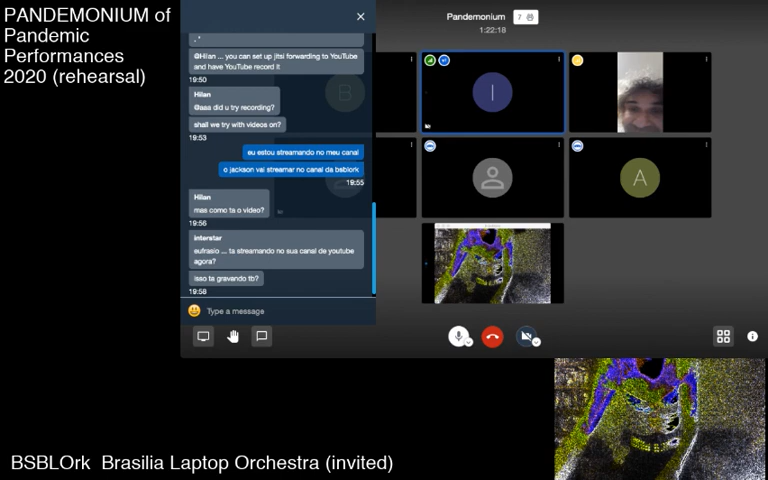 PANDEMONIUM of
Pandemic
Performances
2020 (rehearsal)
Pandemonium 7
1:22:18
@Hilan ... you can set up jitsi forwarding to YouTube
and have YouTube record it
19:50
Hilan
@aaa did u try recording?
shall we try with videos on?
19:53
eu estou streamando no meu canal
o jackson vai streamar no canal da bsblork
19:55
Hilan
mas como ta o video?
19:56
interstar
eufrasio ... ta streamando no sua canal de youtube
agora?
isso ta gravando tb?
19:58
Type a message
B
I
A
BSBLOrk Brasilia Laptop Orchestra (invited)